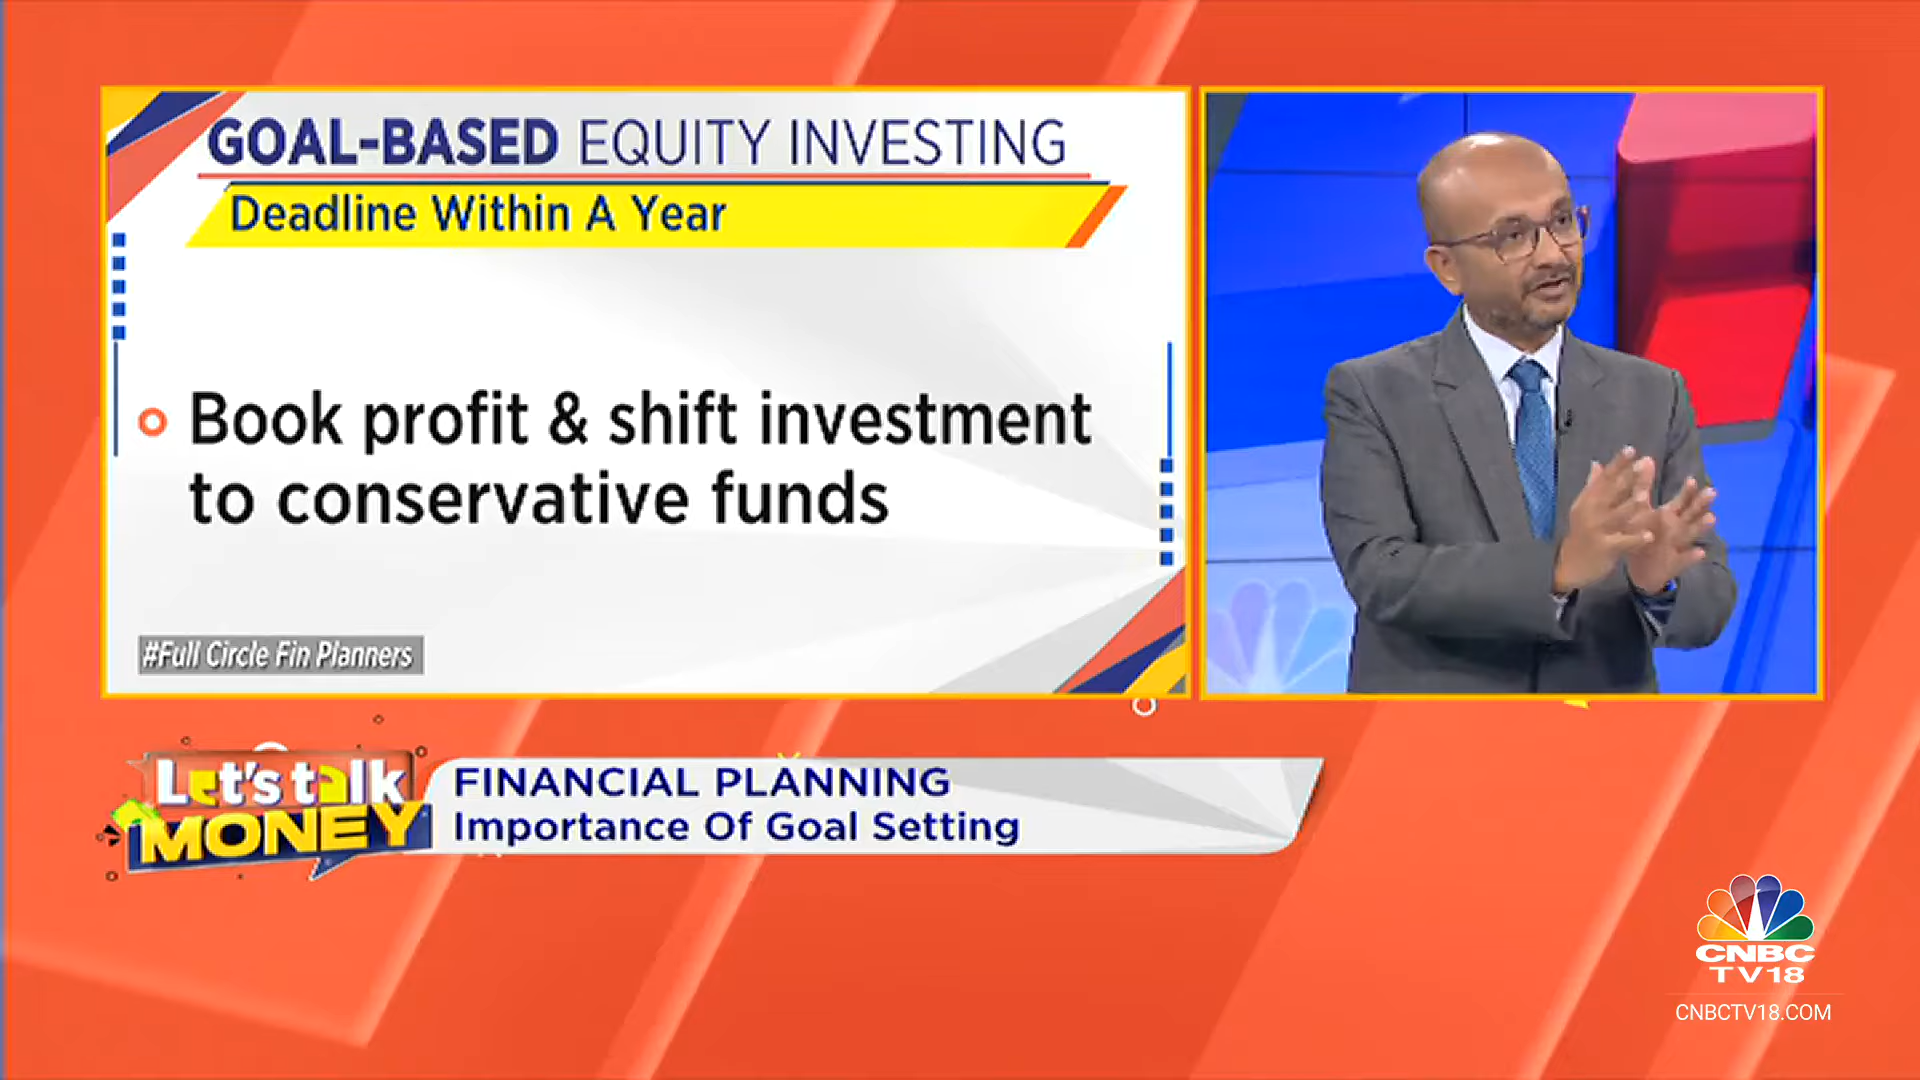 GOAL-BASED EQUITY INVESTING
Deadline Within A Year
Book profit & shift investment
to conservative funds
#Full Circle Fin Planners
Let's talk
MONEY
FINANCIAL PLANNING
Importance Of Goal Setting
CNBC
TV18
CNBCTV18.COM